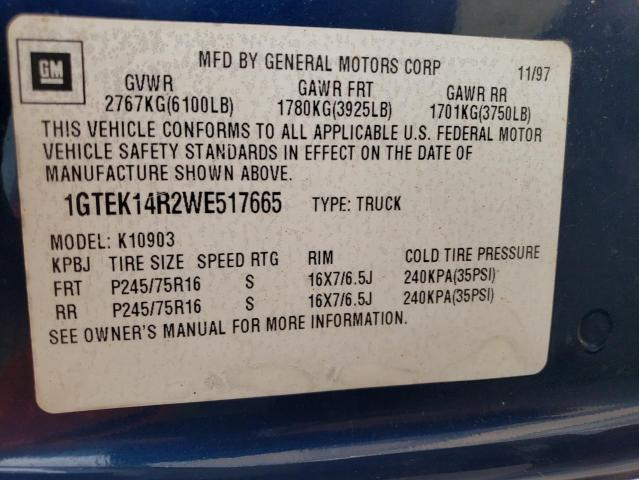 GM
MFD BY GENERAL MOTORS CORP 11/97
GVWR GAWR FRT GAWR RR
2767KG(6100LB) 1780KG(3925LB) 1701KG(3750LB)
THIS VEHICLE CONFORMS TO ALL APPLICABLE U.S. FEDERAL MOTOR
VEHICLE SAFETY STANDARDS IN EFFECT ON THE DATE OF
MANUFACTURE SHOWN ABOVE.
1GTEK14R2WE517665 TYPE: TRUCK
MODEL: K10903
KPBJ TIRE SIZE SPEED RTG RIM COLD TIRE PRESSURE
FRT P245/75R16 S 16X7/6.5J 240KPA(35PSI)
RR P245/75R16 S 16X7/6.5J 240KPA(35PSI)
SEE OWNER'S MANUAL FOR MORE INFORMATION.